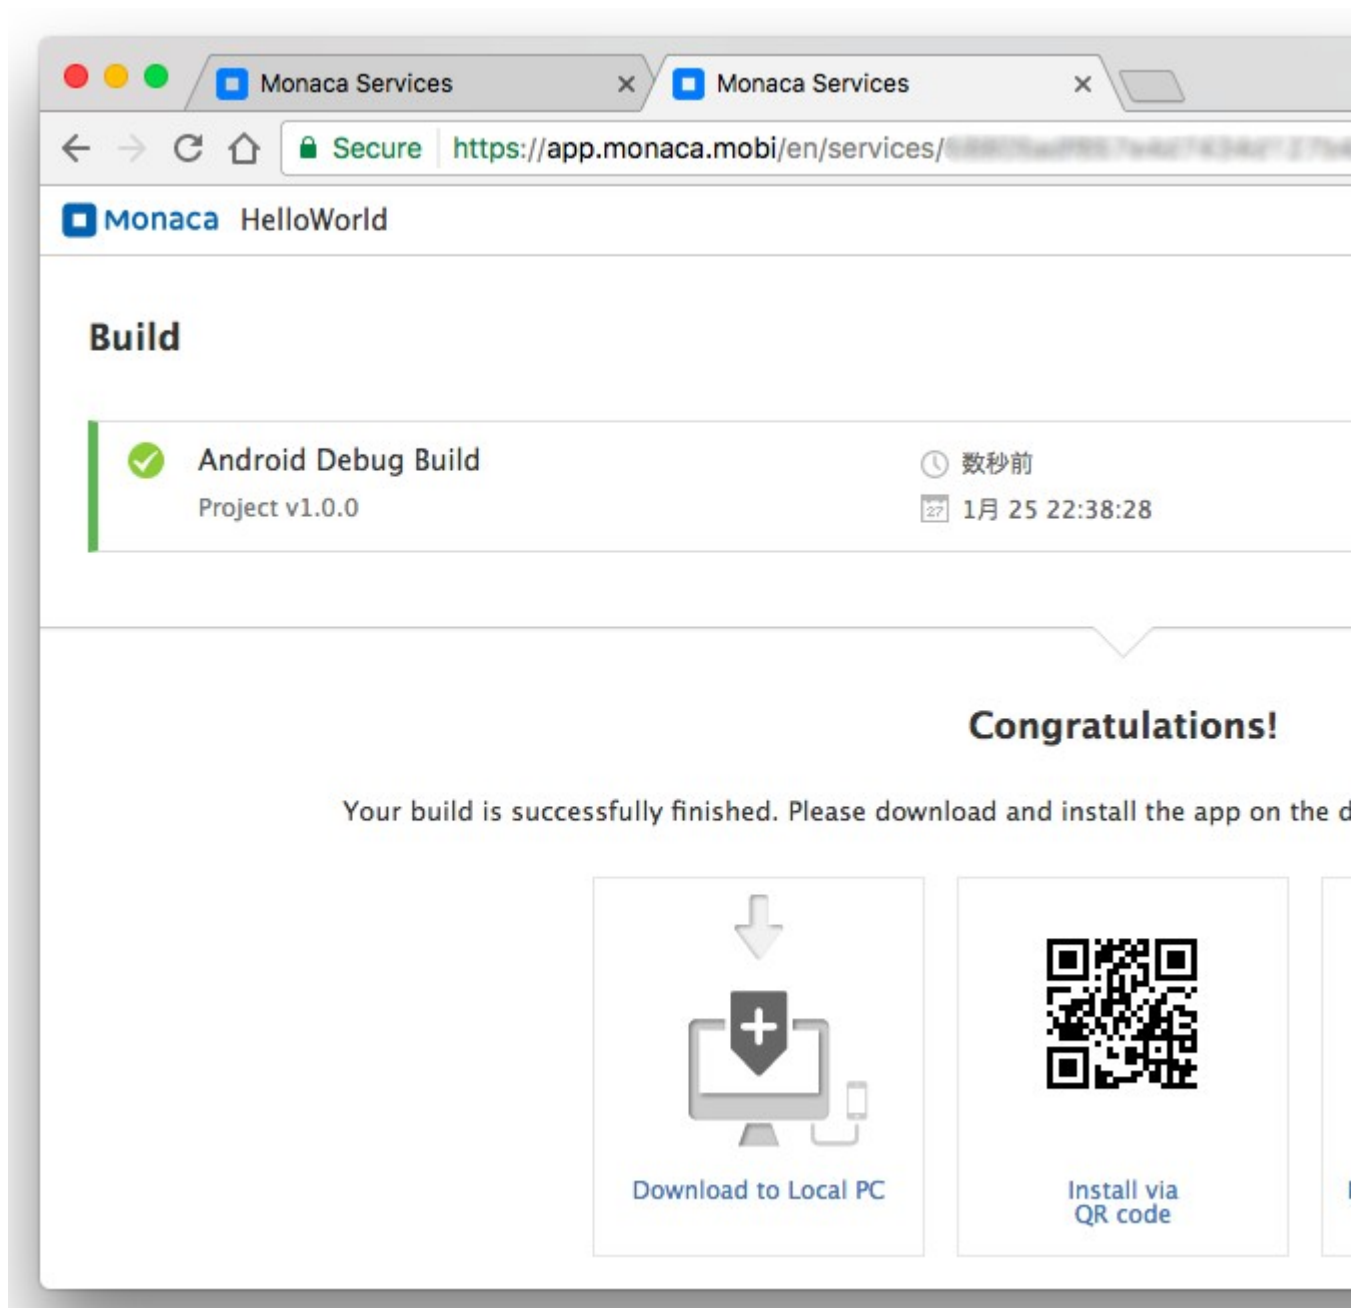 Monaca Services
Monaca Services
Secure https://app.monaca.mobi/en/services/
Monaca HelloWorld
Build
Android Debug Build
数秒前
Project v1.0.0
27
1月 25 22:38:28
Congratulations!
Your build is successfully finished. Please download and install the app on the
Download to Local PC
Install via
QR code